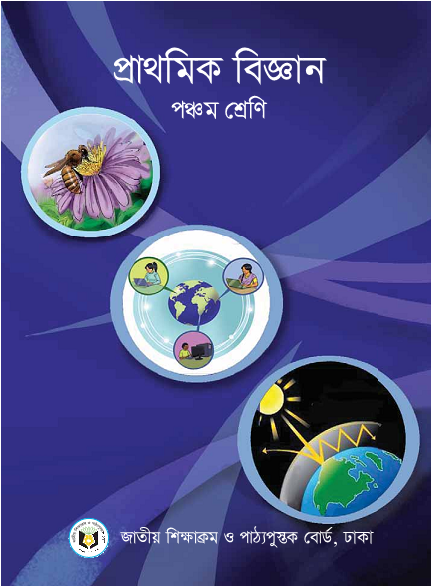 প্রাথমিক বিজ্ঞান
পঞ্চম শ্রেণি
জাতীয় শিক্ষাক্রম ও পাঠ্যপুস্তক বোর্ড, ঢাকা